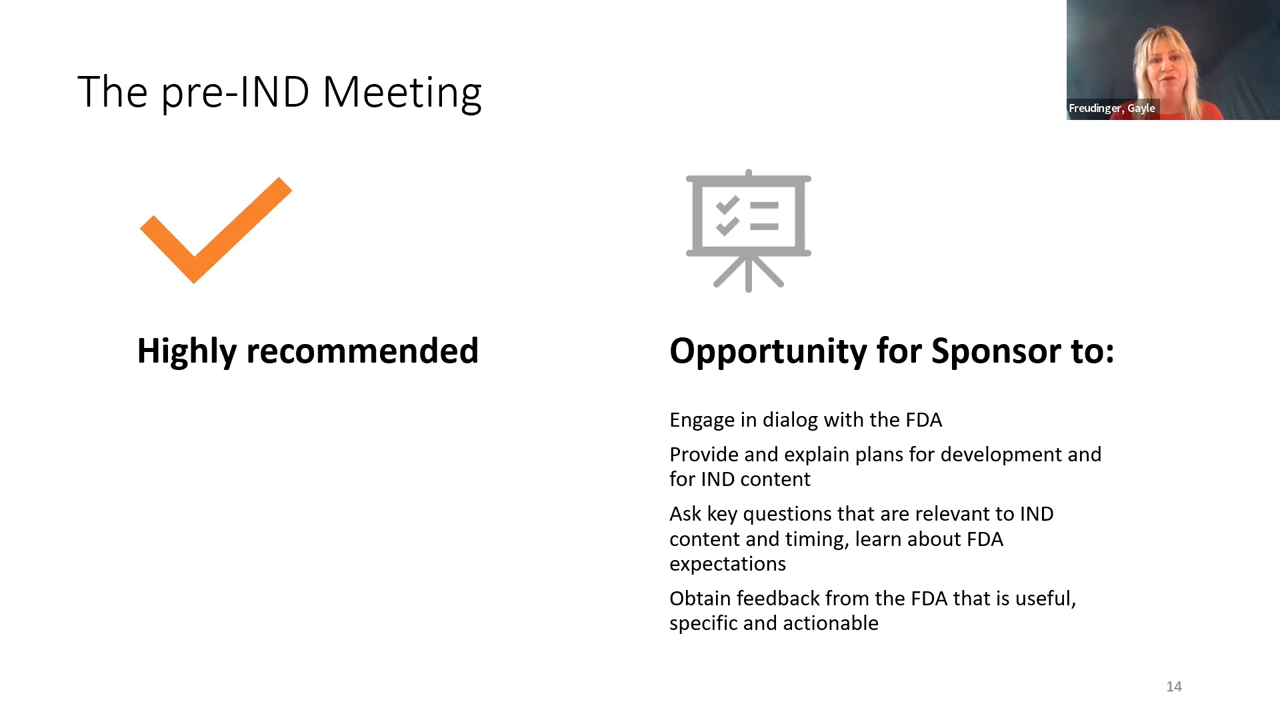 The pre-IND Meeting
Freudinger, Gayle
Highly recommended
Opportunity for Sponsor to:
Engage in dialog with the FDA
Provide and explain plans for development and
for IND content
Ask key questions that are relevant to IND
content and timing, learn about FDA
expectations
Obtain feedback from the FDA that is useful,
specific and actionable
14